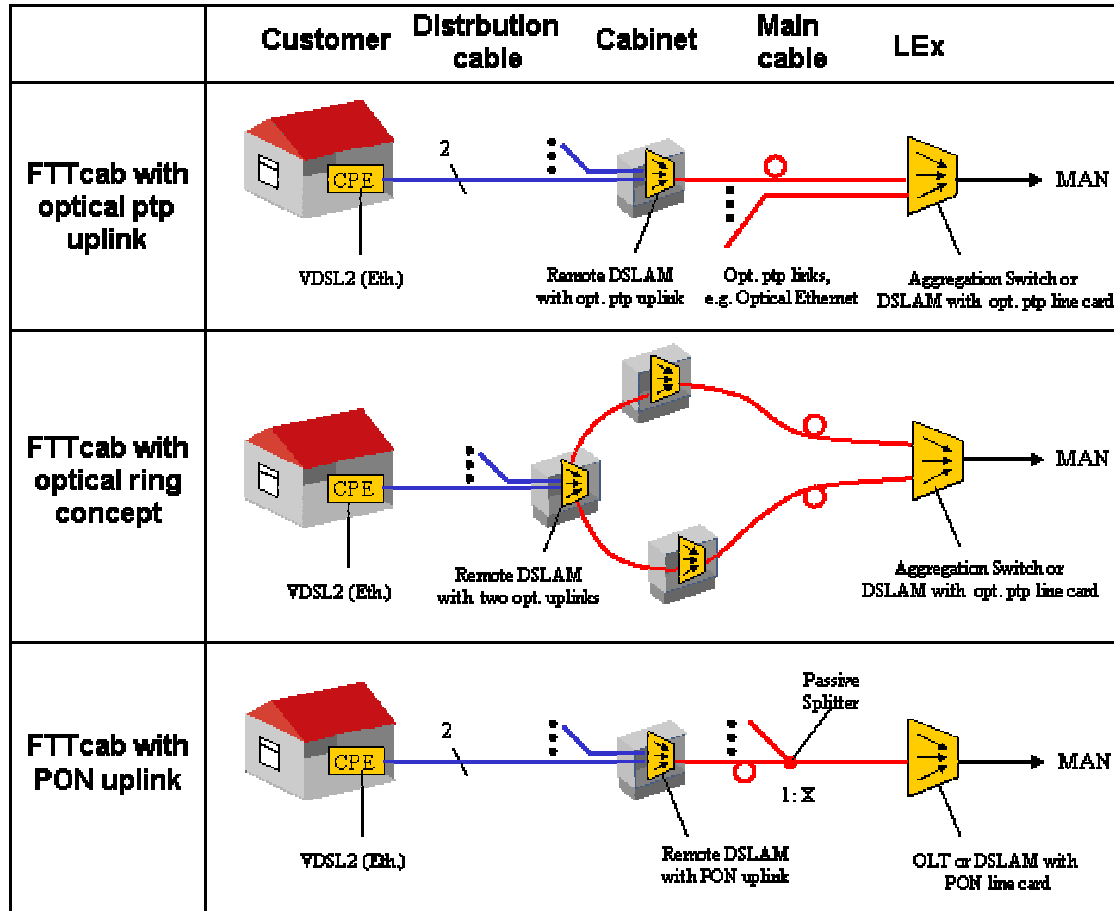 Customer
Distrbution
cable
Cabinet
Main
cable
LEx
FTTcab with
optical ptp
uplink
CPE
2
MAN
VDSL2 (Eth.)
Remote DSLAM
with opt. ptp uplink
Opt. ptp links,
e.g. Optical Ethernet
Aggregation Switch or
DSLAM with opt. ptp line card
FTTcab with
optical ring
concept
CPE
MAN
VDSL2 (Eth.)
Remote DSLAM
with two opt. uplinks
Aggregation Switch or
DSLAM with opt. ptp line card
FTTcab with
PON uplink
CPE
2
Passive
Splitter
1: X
MAN
VDSL2 (Eth.)
Remote DSLAM
with PON uplink
OLT or DSLAM with
PON line card